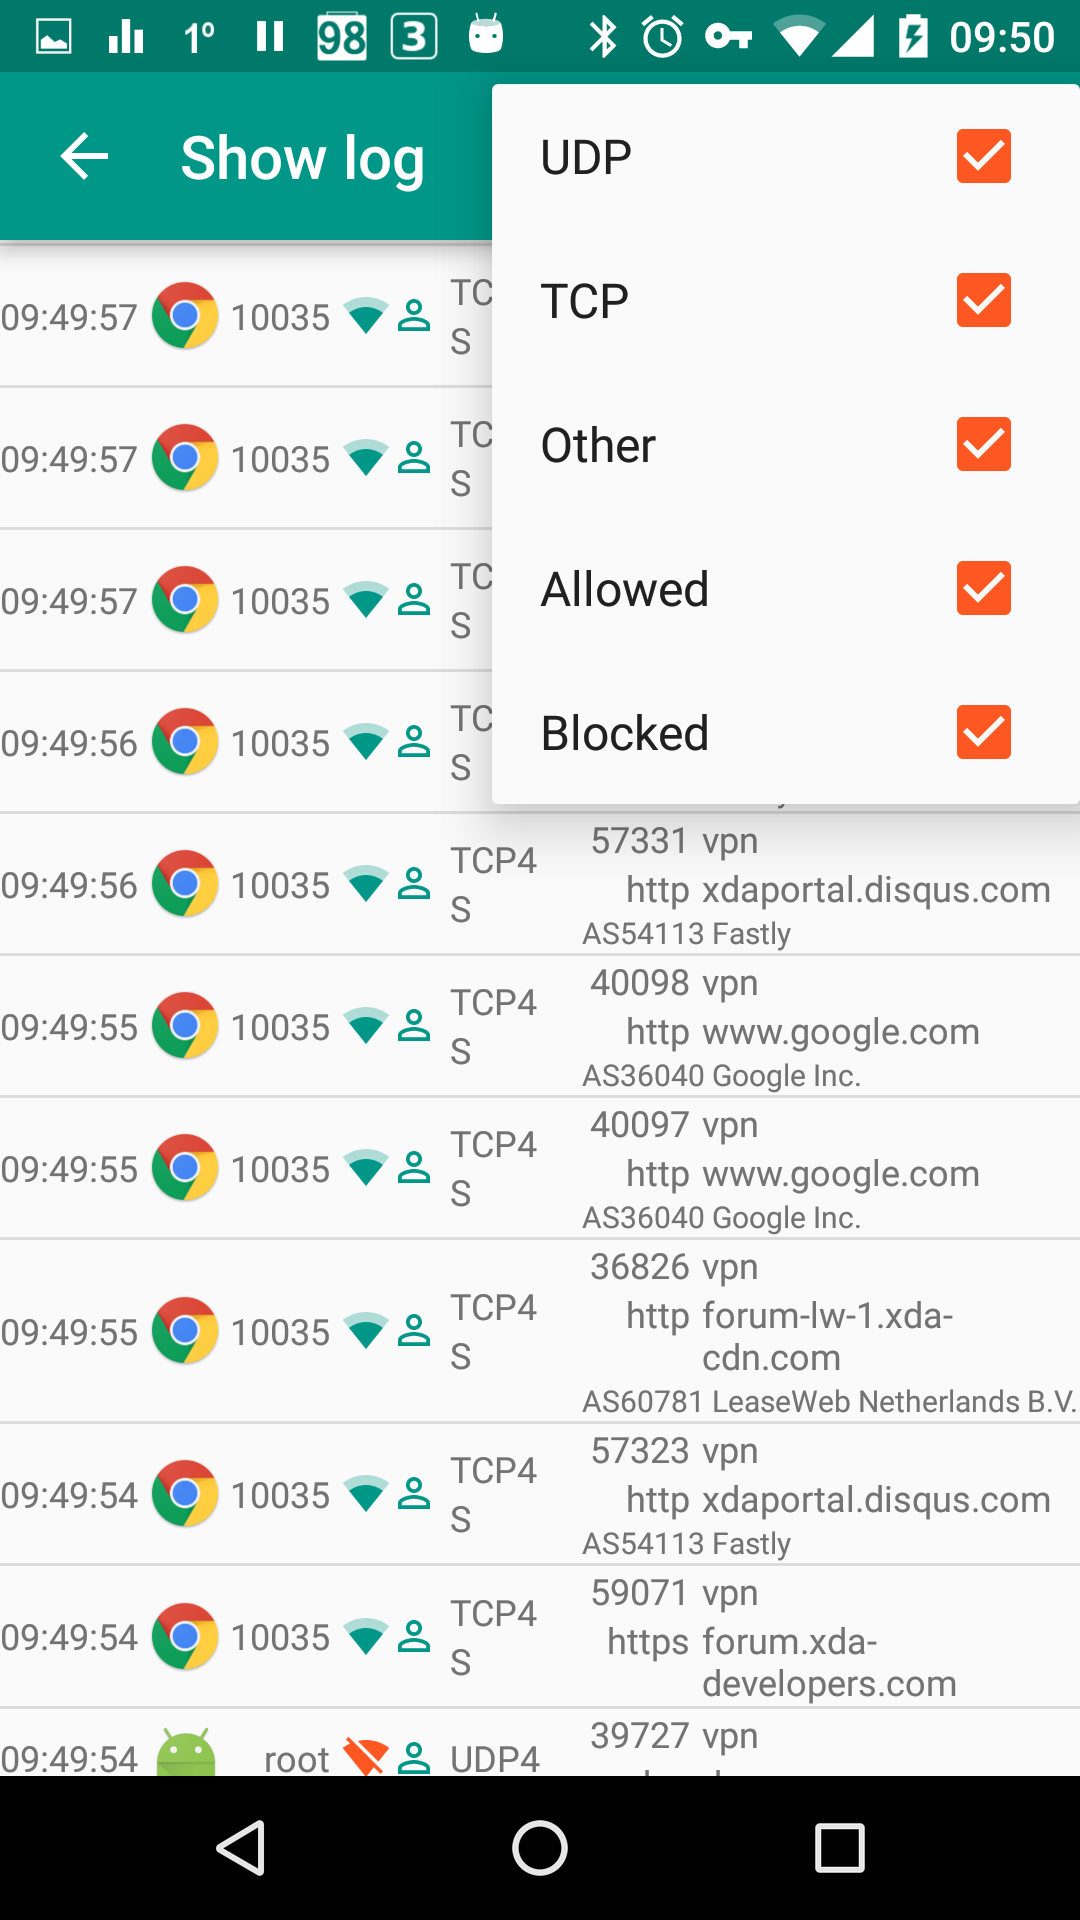 1º 98 3 09:50
Show log
UDP
TCP
Other
Allowed
Blocked
09:49:57 10035 TC
S
09:49:57 10035 TC
S
09:49:57 10035 TC
S
09:49:56 10035 TC
S
57331 vpn
09:49:56 10035 TCP4
S
http xdaportal.disqus.com
AS54113 Fastly
40098 vpn
09:49:55 10035 TCP4
S
http www.google.com
AS36040 Google Inc.
40097 vpn
09:49:55 10035 TCP4
S
http www.google.com
AS36040 Google Inc.
36826 vpn
09:49:55 10035 TCP4
S
http forum-lw-1.xda-
cdn.com
AS60781 LeaseWeb Netherlands B.V.
57323 vpn
09:49:54 10035 TCP4
S
http xdaportal.disqus.com
AS54113 Fastly
59071 vpn
09:49:54 10035 TCP4
S
https forum.xda-
developers.com
39727 vpn
09:49:54 root UDP4